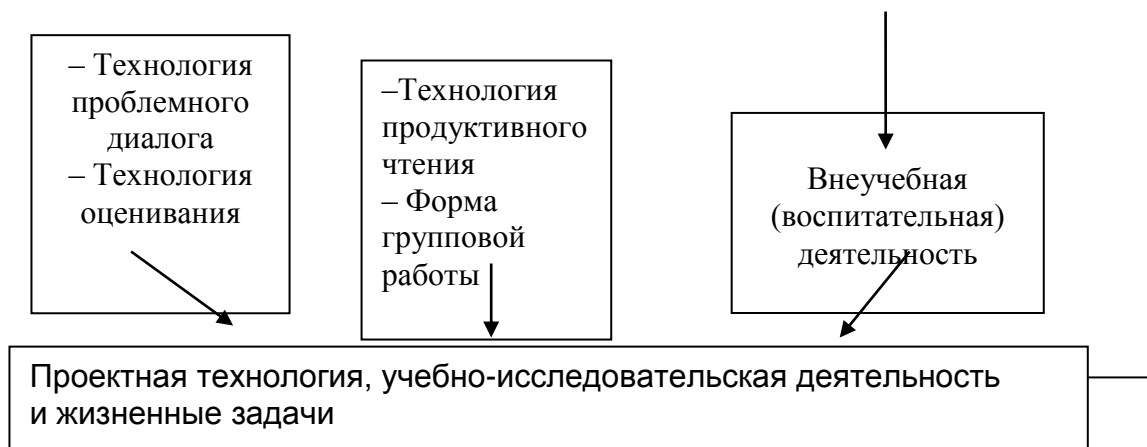 – Технология
проблемного
диалога
– Технология
оценивания
–Технология
продуктивного
чтения
– Форма
групповой
работы
Внеучебная
(воспитательная)
деятельность
Проектная технология, учебно-исследовательская деятельность
и жизненные задачи